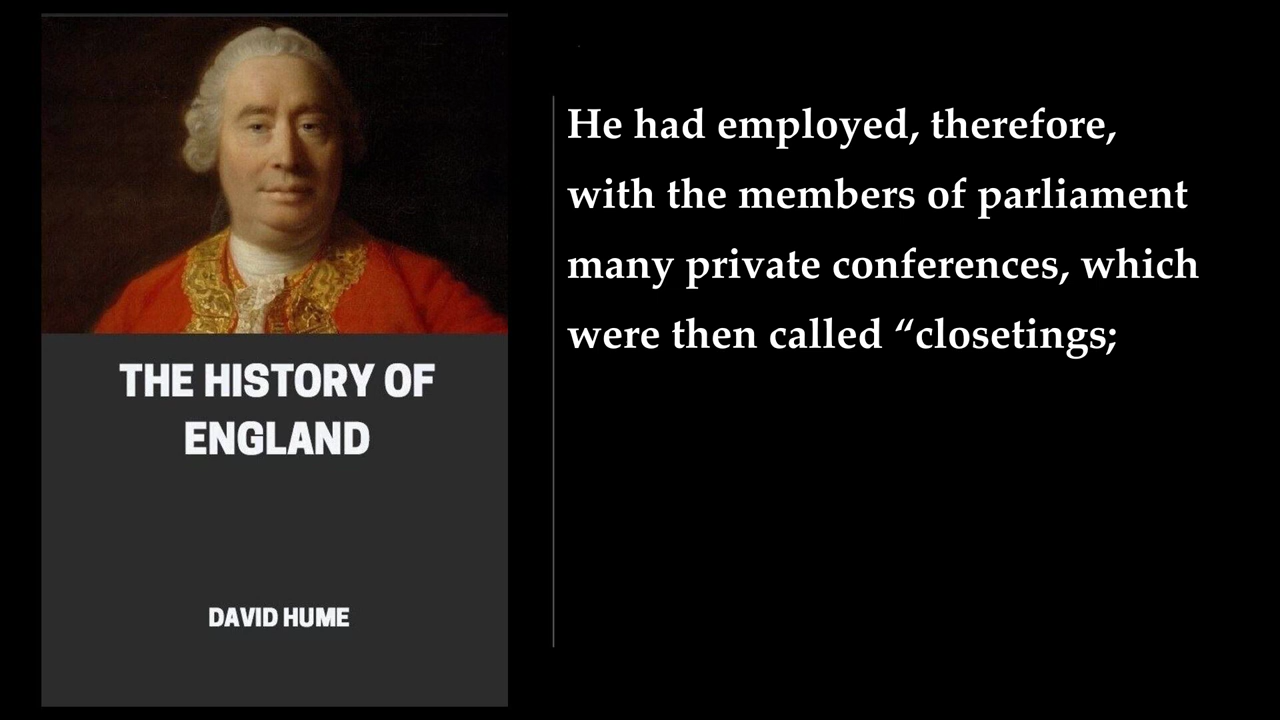 THE HISTORY OF
ENGLAND
DAVID HUME
He had employed, therefore,
with the members of parliament
many private conferences, which
were then called “closetings;